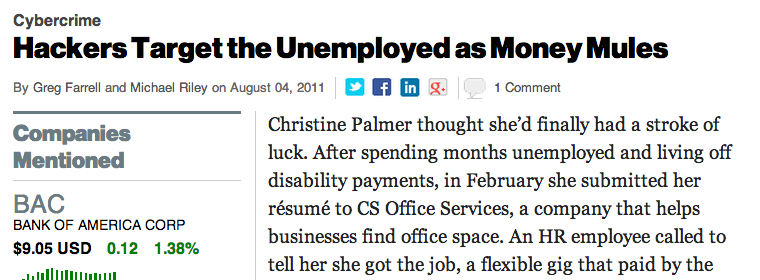 Cybercrime
Hackers Target the Unemployed as Money Mules
By Greg Farrell and Michael Riley on August 04, 2011
1 Comment
Companies
Mentioned
BAC
BANK OF AMERICA CORP
$9.05 USD 0.12 1.38%
Christine Palmer thought she’d finally had a stroke of
luck. After spending months unemployed and living off
disability payments, in February she submitted her
résumé to CS Office Services, a company that helps
businesses find office space. An HR employee called to
tell her she got the job, a flexible gig that paid by the